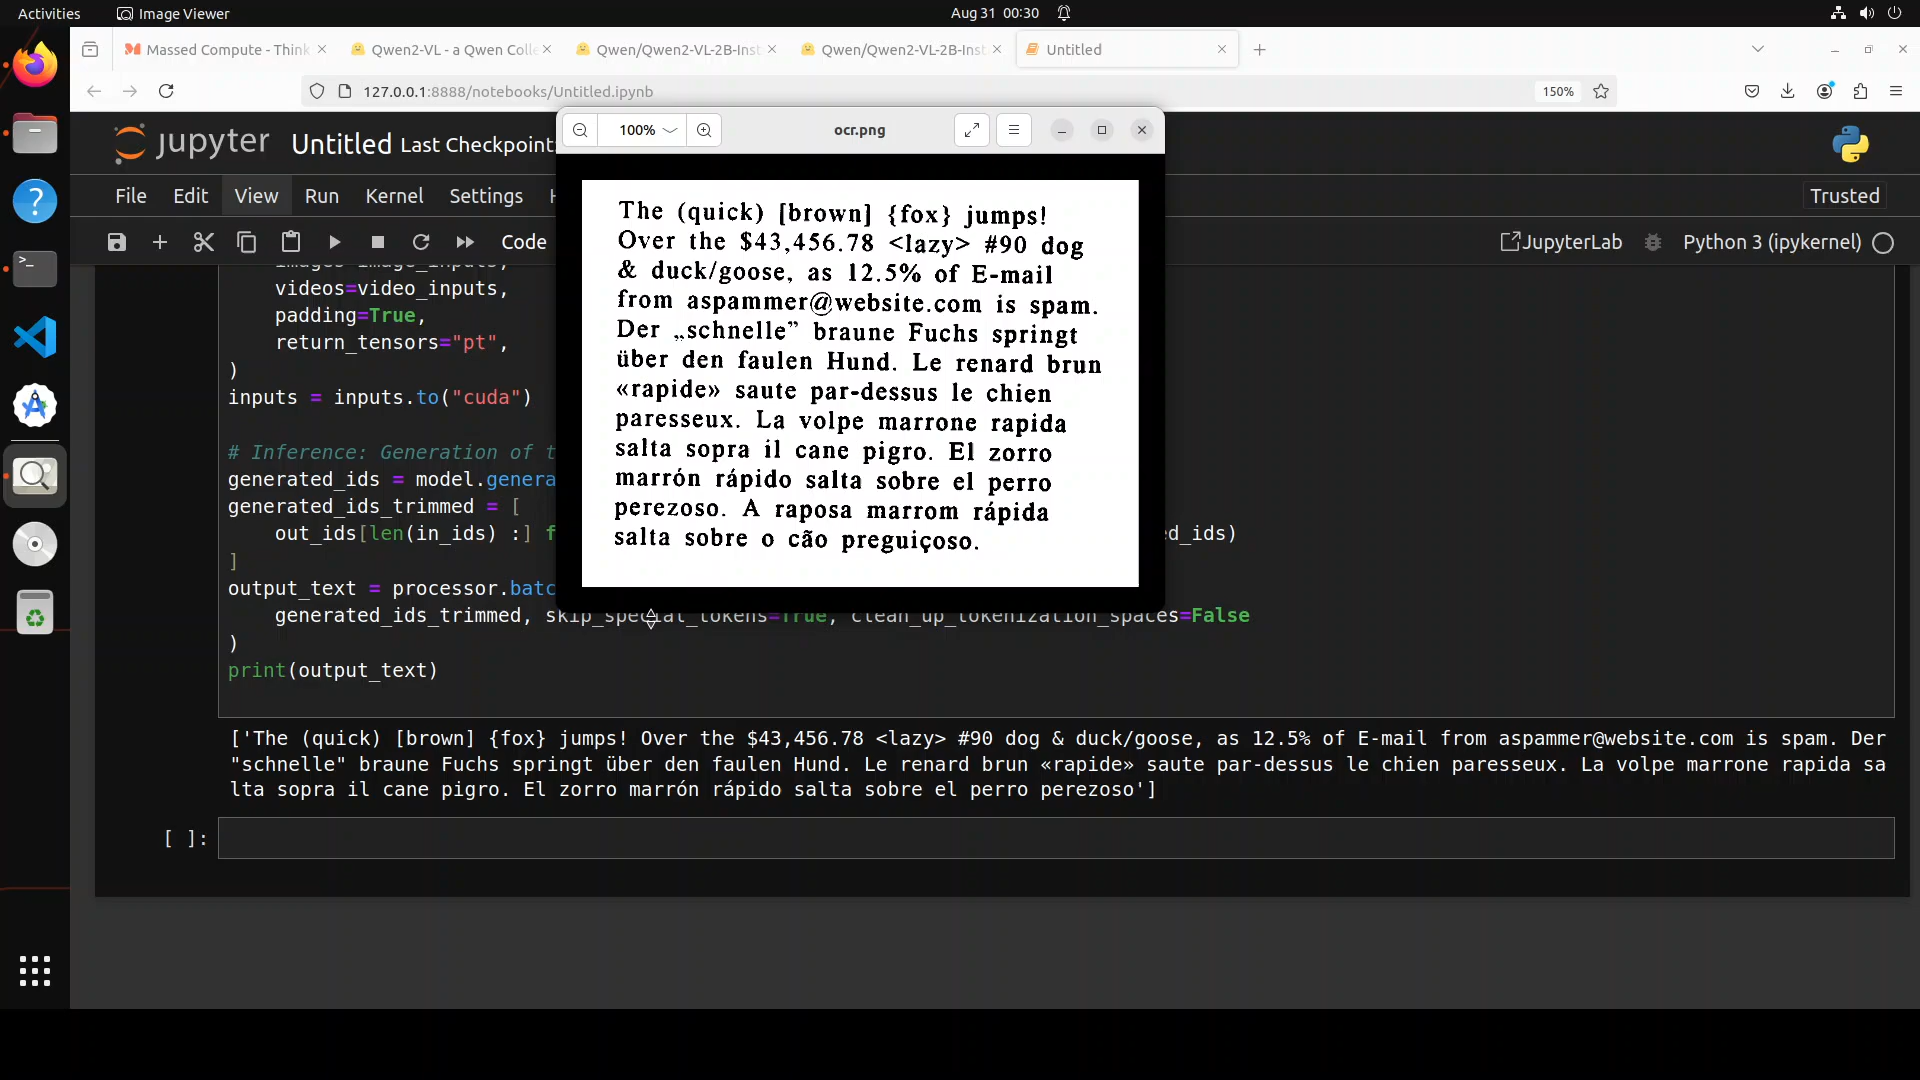 Activities
Image Viewer
Aug 31 00:30
Massed Compute - Think
Qwen2-VL - a Qwen Colle
Qwen/Qwen2-VL-2B-Inst
Qwen/Qwen2-VL-2B-Inst
Untitled
127.0.0.1:8888/notebooks/Untitled.ipynb
150%
jupyter Untitled Last Checkpoint
Trusted
File Edit View Run Kernel Settings H
Code
JupyterLab
Python 3 (ipykernel)
100%
ocr.png
The (quick) [brown] {fox} jumps!
Over the $43,456.78 <lazy> #90 dog
& duck/goose, as 12.5% of E-mail
from aspammer@website.com is spam.
Der „schnelle” braune Fuchs springt
über den faulen Hund. Le renard brun
«rapide» saute par-dessus le chien
paresseux. La volpe marrone rapida
salta sopra il cane pigro. El zorro
marrón rápido salta sobre el perro
perezoso. A raposa marrom rápida
salta sobre o cão preguiçoso.
images=image_inputs,
videos=video_inputs,
padding=True,
return_tensors="pt",
)
inputs = inputs.to("cuda")
# Inference: Generation of t
generated_ids = model.genera
generated_ids_trimmed = [
out_ids[len(in_ids) :] f
ed_ids)
]
output_text = processor.batc
generated_ids_trimmed, skip_special_tokens=True, clean_up_tokenization_spaces=False
)
print(output_text)
['The (quick) [brown] {fox} jumps! Over the $43,456.78 <lazy> #90 dog & duck/goose, as 12.5% of E-mail from aspammer@website.com is spam. Der
"schnelle" braune Fuchs springt über den faulen Hund. Le renard brun «rapide» saute par-dessus le chien paresseux. La volpe marrone rapida sa
lta sopra il cane pigro. El zorro marrón rápido salta sobre el perro perezoso']
[ ]: